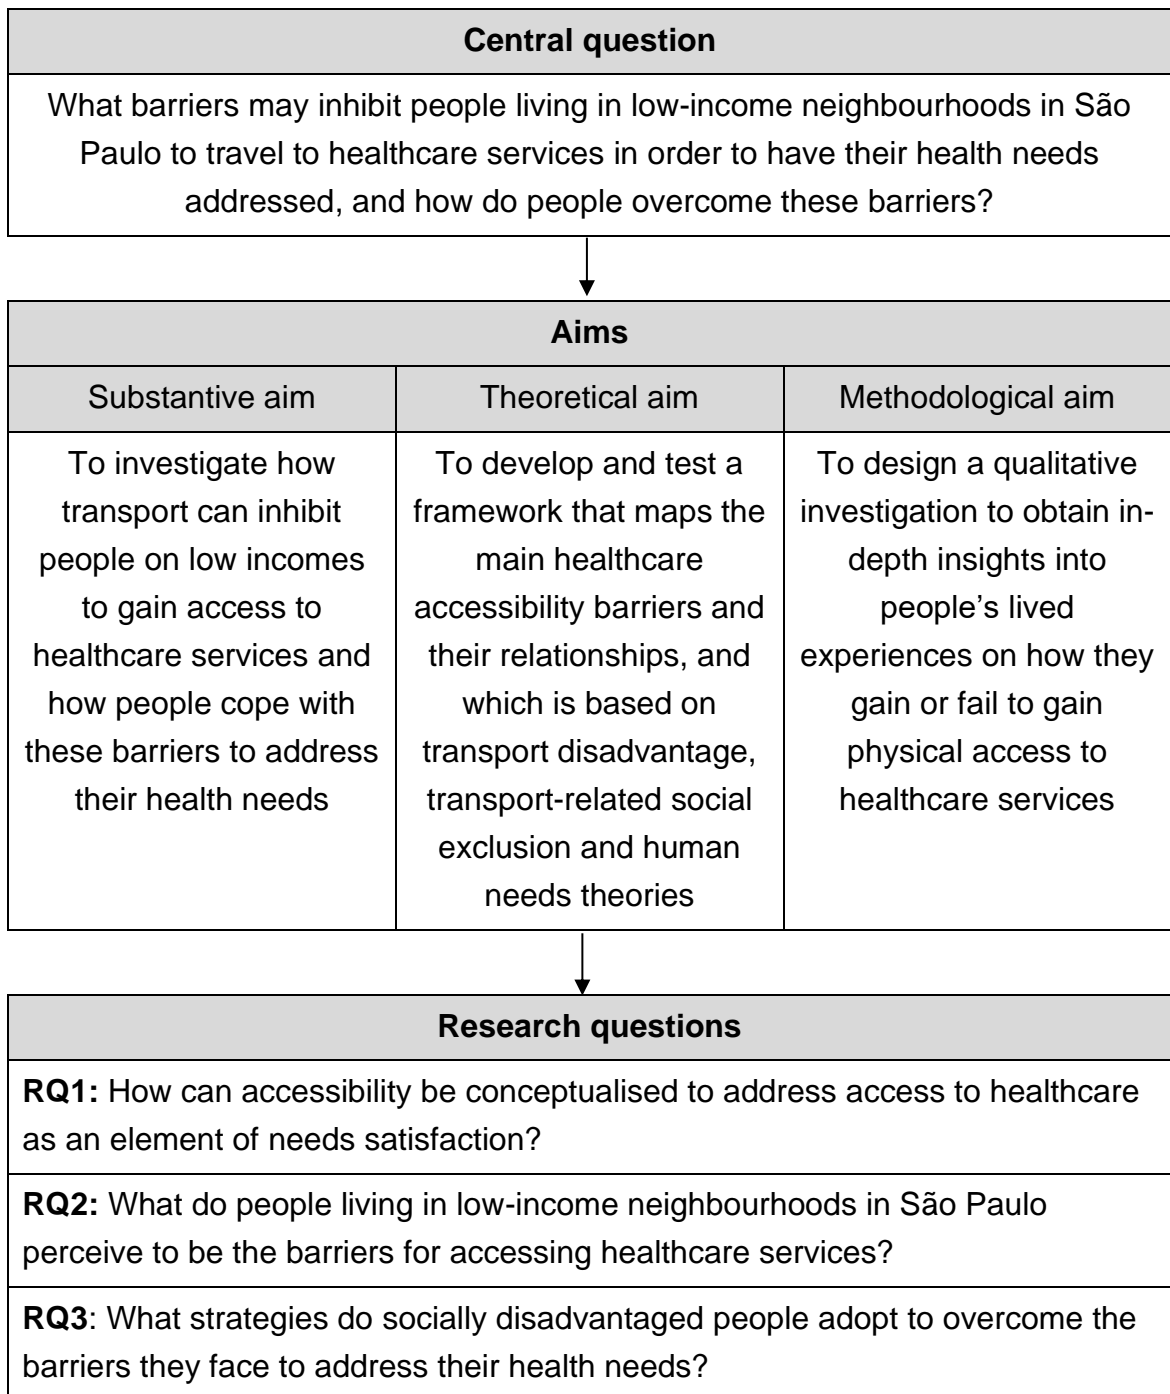 Central question
What barriers may inhibit people living in low-income neighbourhoods in São
Paulo to travel to healthcare services in order to have their health needs
addressed, and how do people overcome these barriers?
Aims
Substantive aim
To investigate how
transport can inhibit
people on low incomes
to gain access to
healthcare services and
how people cope with
these barriers to address
their health needs
Theoretical aim
To develop and test a
framework that maps the
main healthcare
accessibility barriers and
their relationships, and
which is based on
transport disadvantage,
transport-related social
exclusion and human
needs theories
Methodological aim
To design a qualitative
investigation to obtain in-
depth insights into
people's lived
experiences on how they
gain or fail to gain
physical access to
healthcare services
Research questions
RQ1: How can accessibility be conceptualised to address access to healthcare
as an element of needs satisfaction?
RQ2: What do people living in low-income neighbourhoods in São Paulo
perceive to be the barriers for accessing healthcare services?
RQ3: What strategies do socially disadvantaged people adopt to overcome the
barriers they face to address their health needs?